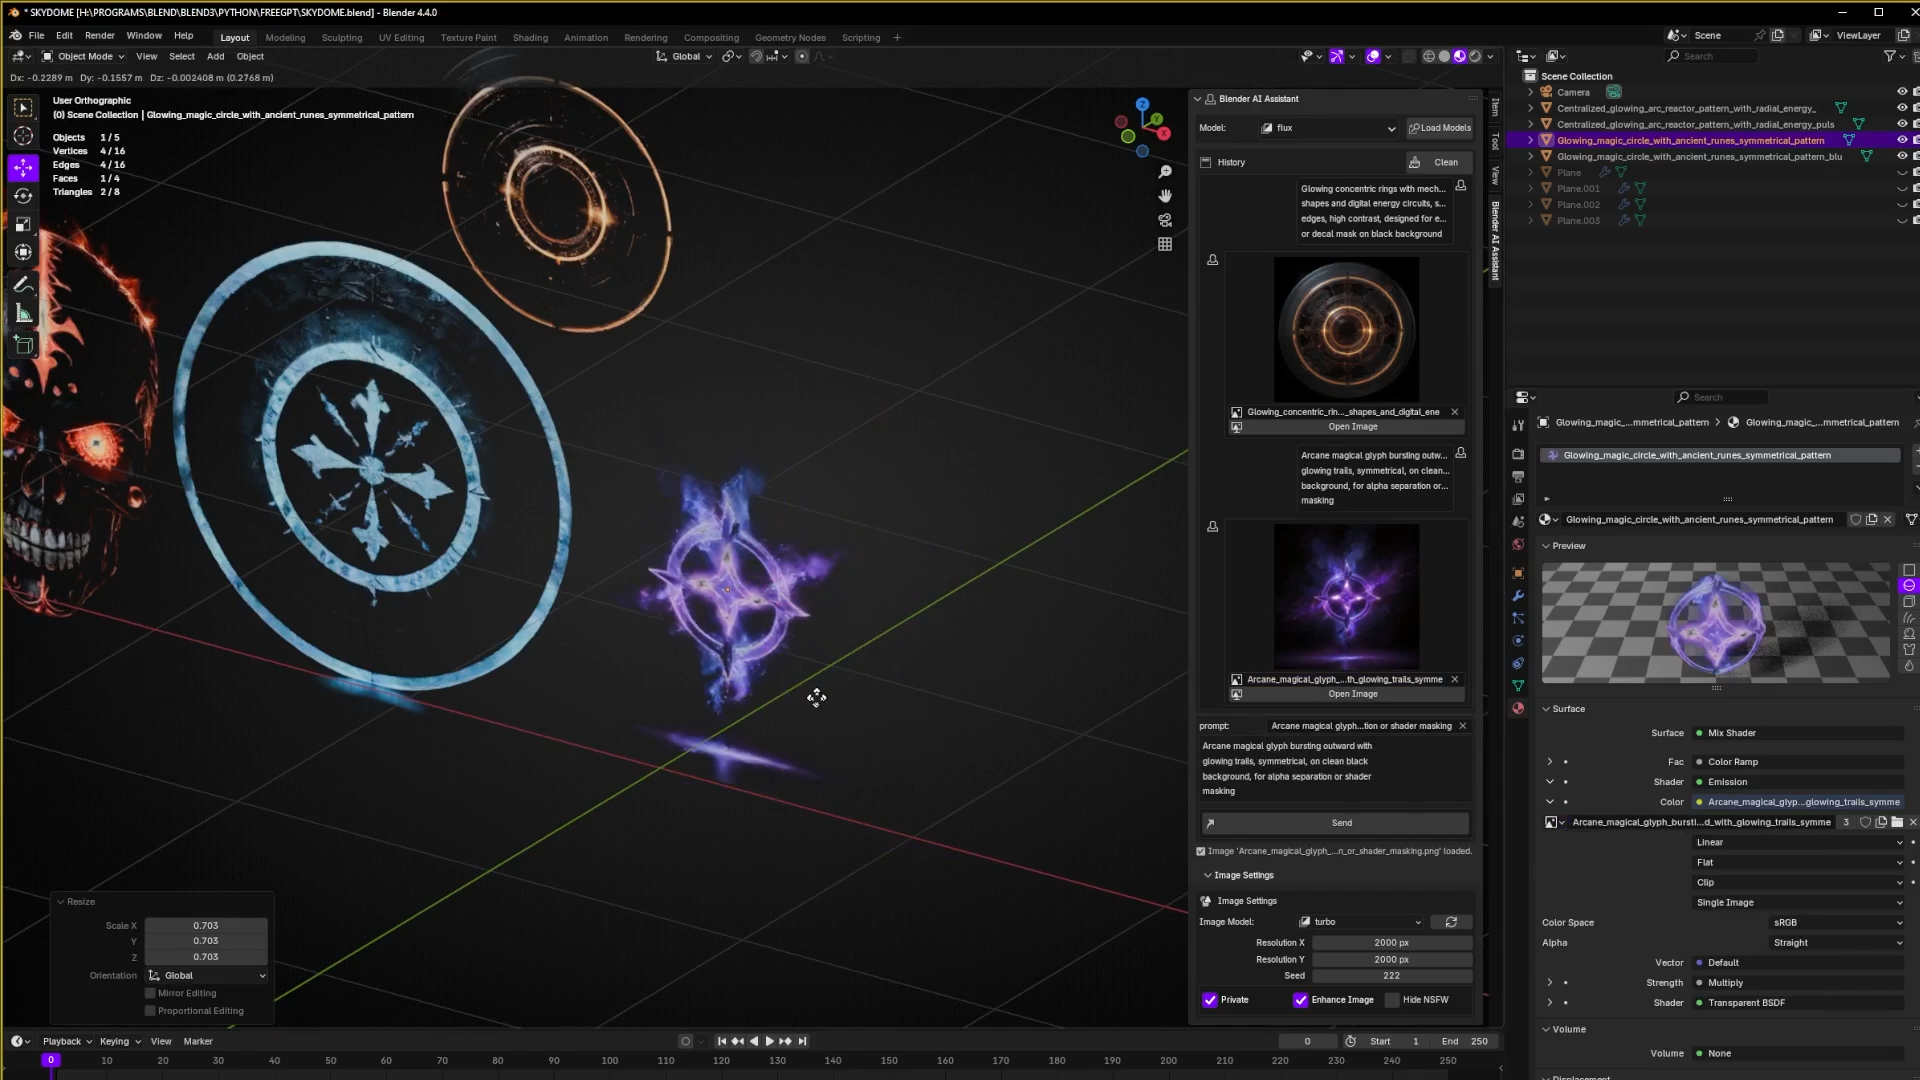 * SKYDOME [H:\PROGRAMS\BLEND\BLEND3\PYTHON\FREEGPT\SKYDOME.blend] - Blender 4.4.0
File Edit Render Window Help Layout Modeling Sculpting UV Editing Texture Paint Shading Animation Rendering Compositing Geometry Nodes Scripting + Scene ViewLayer
Object Mode View Select Add Object Global Search
Dx: -0.2289 m Dy: -0.1557 m Dz: -0.002408 m (0.2768 m)
User Orthographic
(0) Scene Collection | Glowing_magic_circle_with_ancient_runes_symmetrical_pattern
Objects 1 / 5
Vertices 4 / 16
Edges 4 / 16
Faces 1 / 4
Triangles 2 / 8
Z
Y
X
Resize
Scale X 0.703
Y 0.703
Z 0.703
Orientation Global
Mirror Editing
Proportional Editing
Blender AI Assistant
Model: flux Load Models
History Clean
Glowing concentric rings with mech...
shapes and digital energy circuits, s...
edges, high contrast, designed for e...
or decal mask on black background
Glowing_concentric_rin..._shapes_and_digital_ene
Open Image
Arcane magical glyph bursting outw...
glowing trails, symmetrical, on clean...
background, for alpha separation or...
masking
Arcane_magical_glyph_...th_glowing_trails_symme
Open Image
prompt: Arcane magical glyph...tion or shader masking
Arcane magical glyph bursting outward with
glowing trails, symmetrical, on clean black
background, for alpha separation or shader
masking
Send
Image 'Arcane_magical_glyph_...n_or_shader_masking.png' loaded.
Image Settings
Image Settings
Image Model: turbo
Resolution X 2000 px
Resolution Y 2000 px
Seed 222
Private Enhance Image Hide NSFW
Item
Tool
View
Blender AI Assistant
Scene Collection
Camera
Centralized_glowing_arc_reactor_pattern_with_radial_energy_
Centralized_glowing_arc_reactor_pattern_with_radial_energy_puls
Glowing_magic_circle_with_ancient_runes_symmetrical_pattern
Glowing_magic_circle_with_ancient_runes_symmetrical_pattern_blu
Plane
Plane.001
Plane.002
Plane.003
Search
Glowing_magic_...mmetrical_pattern Glowing_magic_...mmetrical_pattern
Glowing_magic_circle_with_ancient_runes_symmetrical_pattern
Glowing_magic_circle_with_ancient_runes_symmetrical_pattern
Preview
Surface
Surface Mix Shader
Fac Color Ramp
Shader Emission
Color Arcane_magical_glyp...glowing_trails_symme
Arcane_magical_glyph_bursti...d_with_glowing_trails_symme 3
Linear
Flat
Clip
Single Image
Color Space sRGB
Alpha Straight
Vector Default
Strength Multiply
Shader Transparent BSDF
Volume
Volume None
Playback Keying View Marker 0 Start 1 End 250
0 10 20 30 40 50 60 70 80 90 100 110 120 130 140 150 160 170 180 190 200 210 220 230 240 250